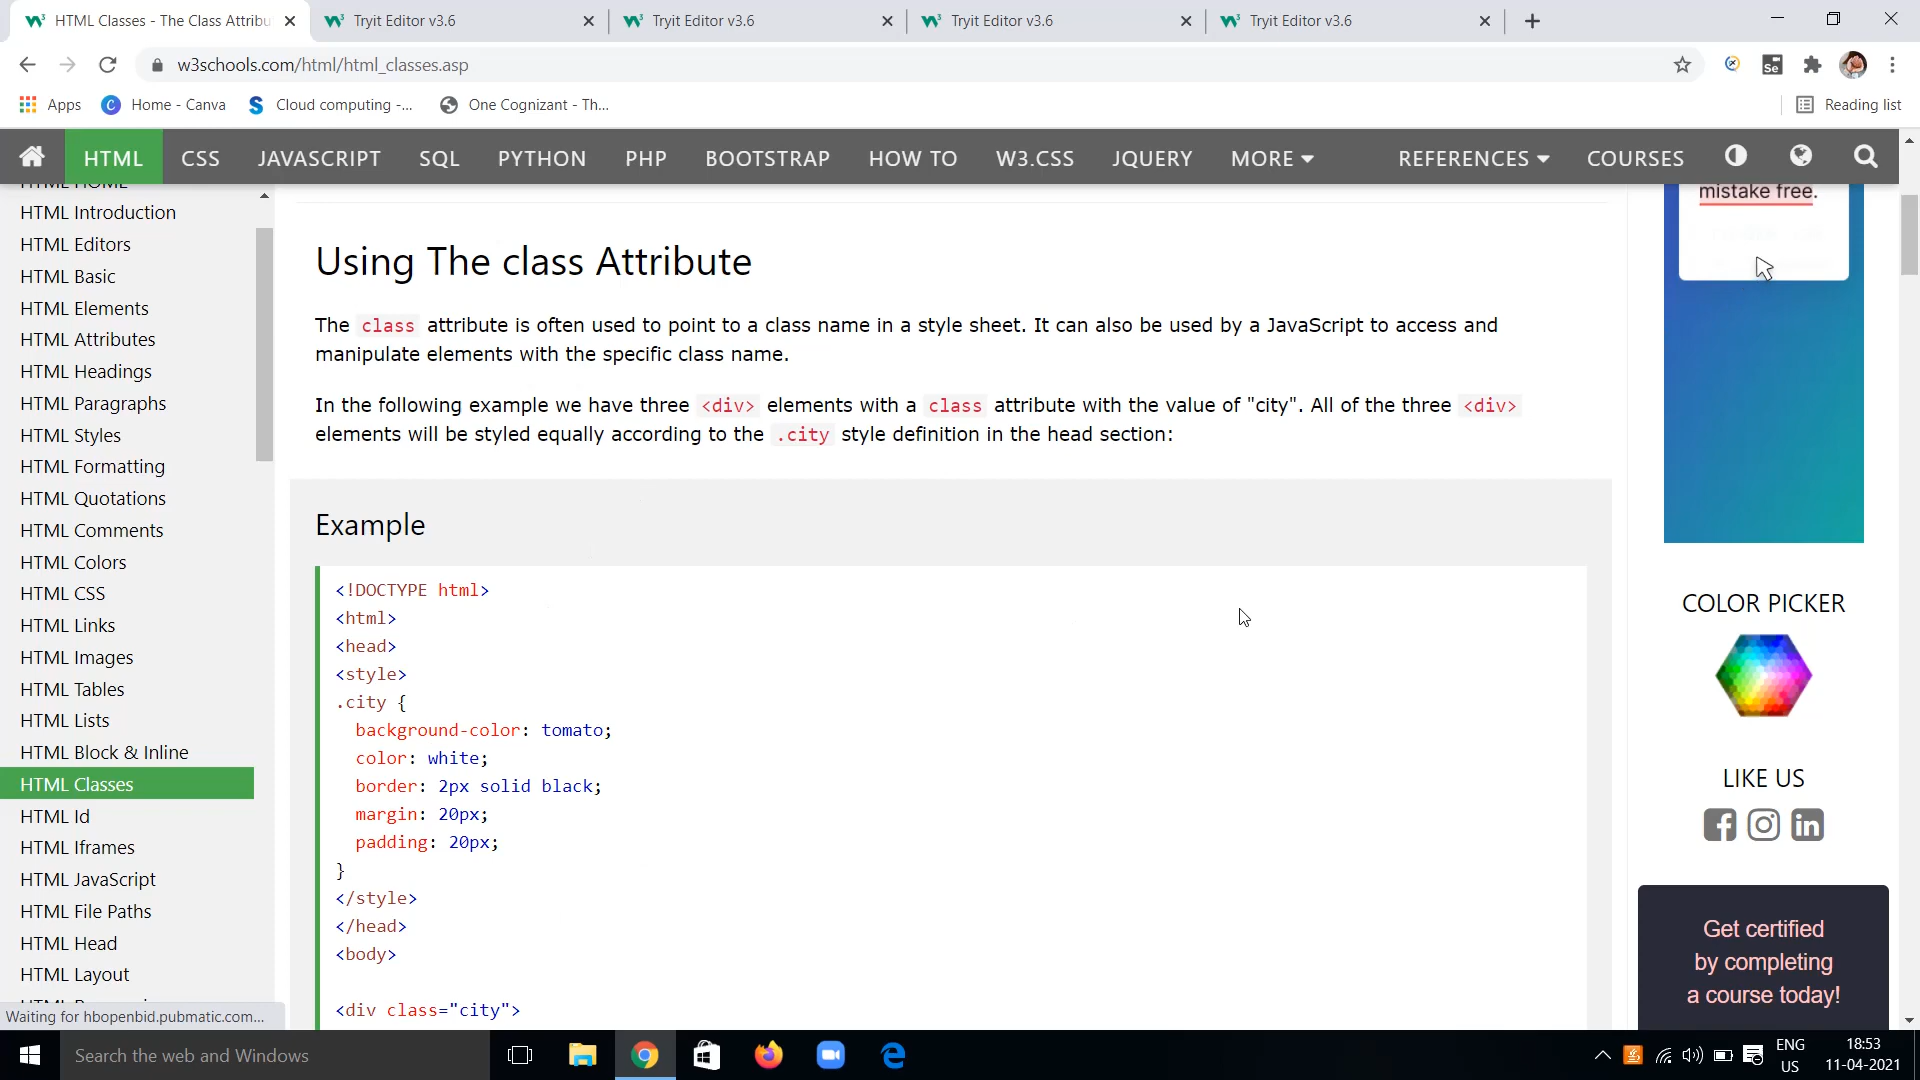 HTML Classes - The Class Attribu
Tryit Editor v3.6
Tryit Editor v3.6
Tryit Editor v3.6
Tryit Editor v3.6
w3schools.com/html/html_classes.asp
Se
Apps
Home - Canva
Cloud computing -...
One Cognizant - Th...
Reading list
HTML
CSS
JAVASCRIPT
SQL
PYTHON
PHP
BOOTSTRAP
HOW TO
W3.CSS
JQUERY
MORE
REFERENCES
COURSES
HTML HOME
HTML Introduction
HTML Editors
HTML Basic
HTML Elements
HTML Attributes
HTML Headings
HTML Paragraphs
HTML Styles
HTML Formatting
HTML Quotations
HTML Comments
HTML Colors
HTML CSS
HTML Links
HTML Images
HTML Tables
HTML Lists
HTML Block & Inline
HTML Classes
HTML Id
HTML Iframes
HTML JavaScript
HTML File Paths
HTML Head
HTML Layout
Waiting for hbopenbid.pubmatic.com...
Using The class Attribute
The class attribute is often used to point to a class name in a style sheet. It can also be used by a JavaScript to access and
manipulate elements with the specific class name.
In the following example we have three <div> elements with a class attribute with the value of "city". All of the three <div>
elements will be styled equally according to the .city style definition in the head section:
Example
<!DOCTYPE html>
<html>
<head>
<style>
.city {
background-color: tomato;
color: white;
border: 2px solid black;
margin: 20px;
padding: 20px;
}
</style>
</head>
<body>
<div class="city">
mistake free.
COLOR PICKER
LIKE US
Get certified
by completing
a course today!
Search the web and Windows
ENG
US
18:53
11-04-2021